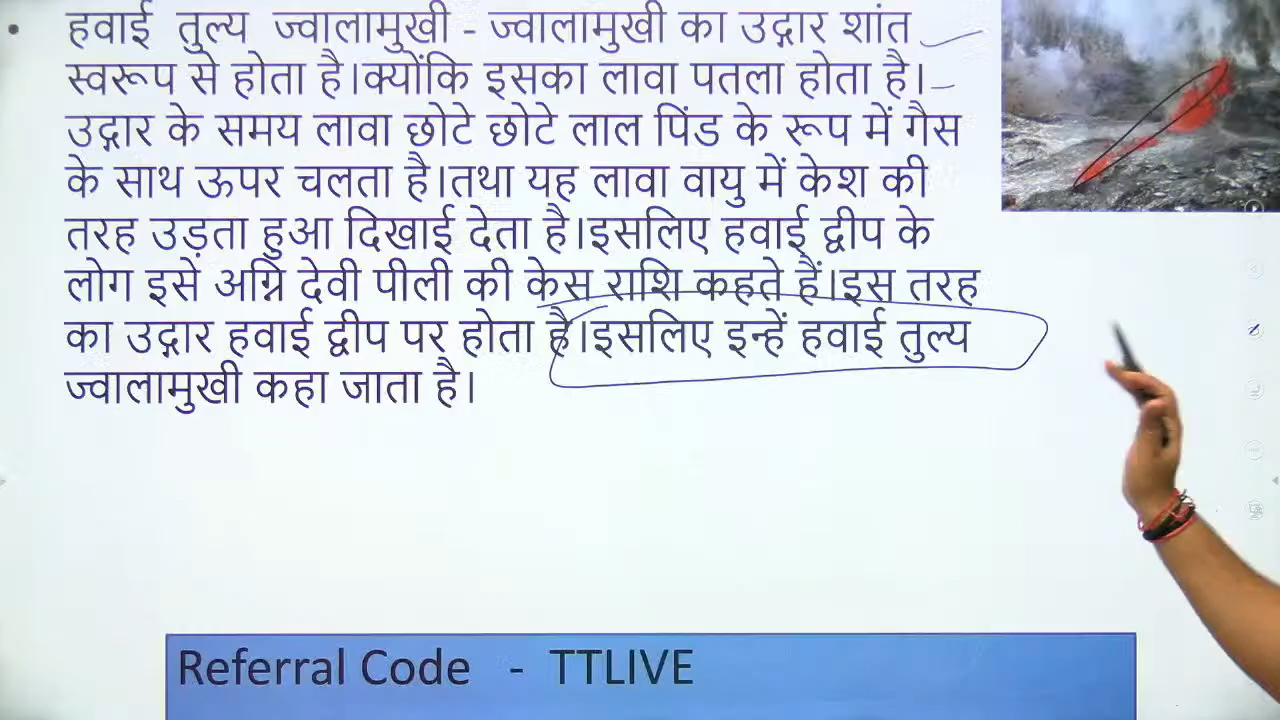 • हवाई तुल्य ज्वालामुखी - ज्वालामुखी का उद्गार शांत
स्वरूप से होता है।क्योंकि इसका लावा पतला होता है।
उद्गार के समय लावा छोटे छोटे लाल पिंड के रूप में गैस
के साथ ऊपर चलता है।तथा यह लावा वायु में केश की
तरह उड़ता हुआ दिखाई देता है।इसलिए हवाई द्वीप के
लोग इसे अग्नि देवी पीली की केस राशि कहते हैं।इस तरह
का उद्गार हवाई द्वीप पर होता है।इसलिए इन्हें हवाई तुल्य
ज्वालामुखी कहा जाता है।
Referral Code - TTLIVE